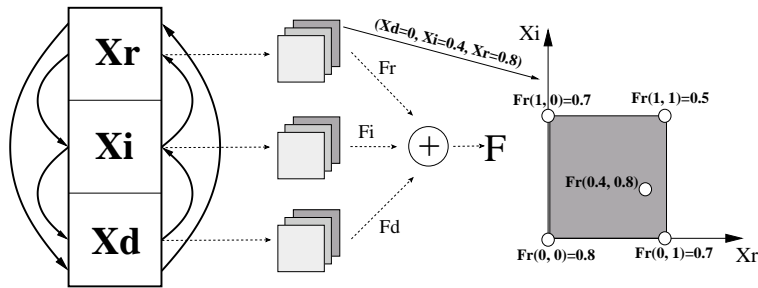 Xr
Xi
Xd
Fr
Fi
Fd
+
F
(Xd=0, Xi=0.4, Xr=0.8)
Xi
Fr(1, 0)=0.7
Fr(1, 1)=0.5
Fr(0.4, 0.8)
Fr(0, 0)=0.8
Fr(0, 1)=0.7
Xr